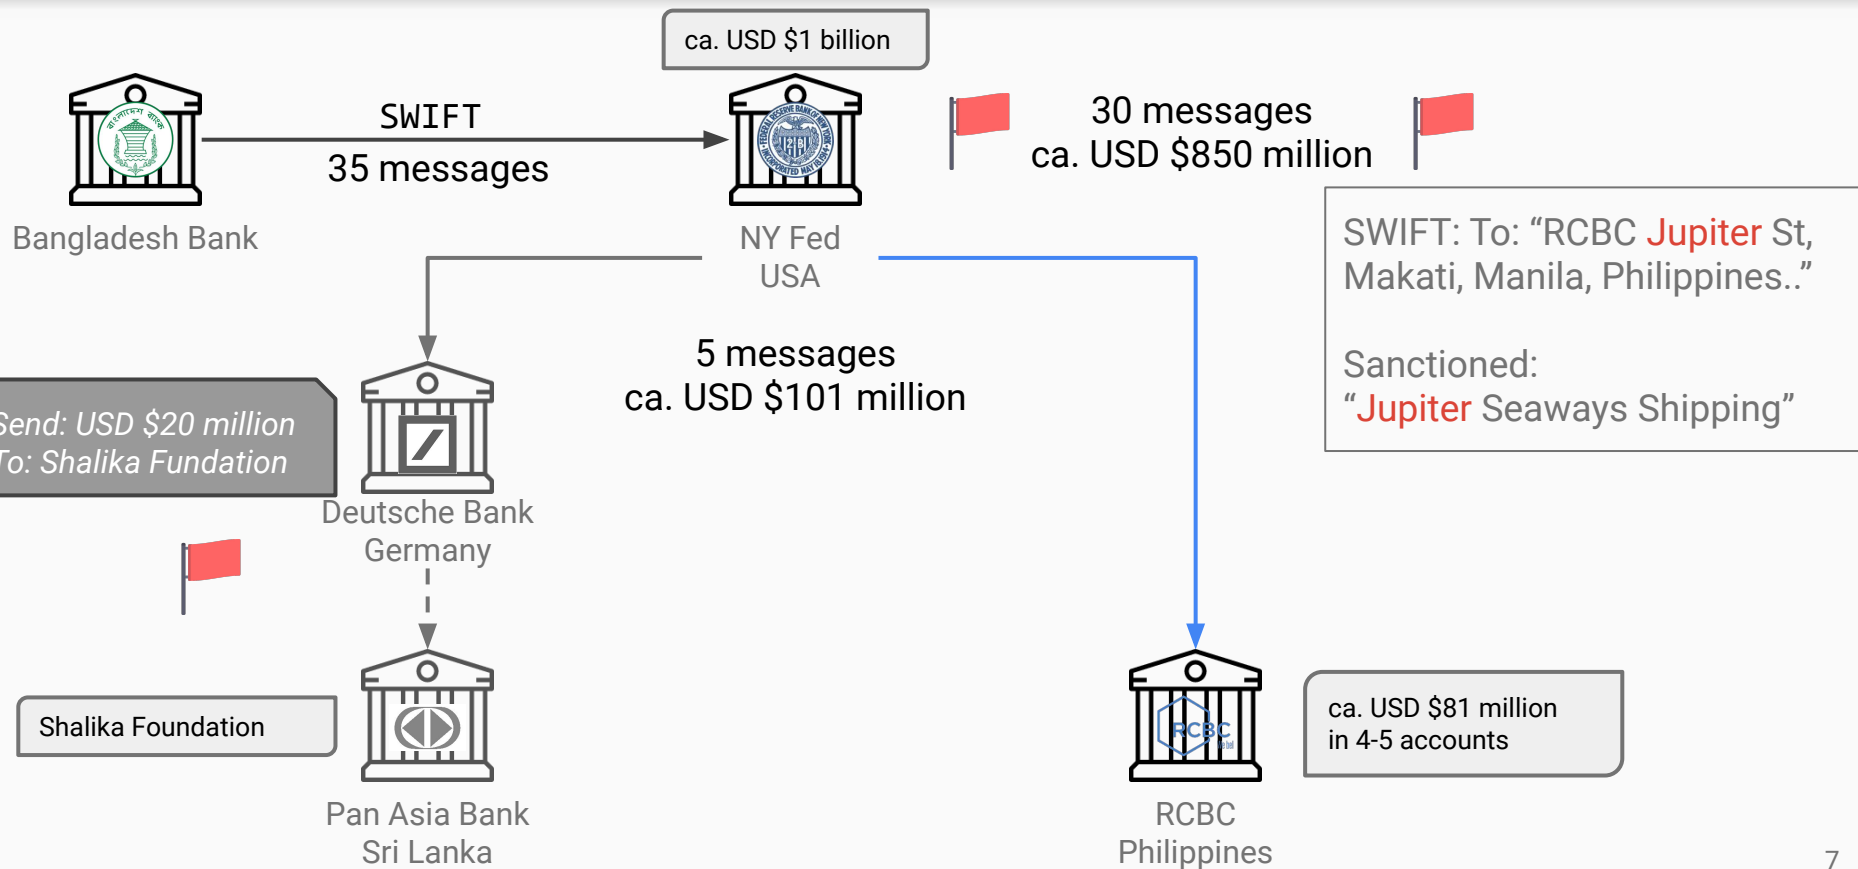 ca. USD $1 billion
SWIFT
35 messages
30 messages
ca. USD $850 million
Bangladesh Bank
NY Fed
USA
SWIFT: To: “RCBC Jupiter St,
Makati, Manila, Philippines..”
Sanctioned:
“Jupiter Seaways Shipping”
5 messages
ca. USD $101 million
Send: USD $20 million
To: Shalika Fundation
Deutsche Bank
Germany
Shalika Foundation
RCBC
ca. USD $81 million
in 4-5 accounts
Pan Asia Bank
Sri Lanka
RCBC
Philippines
7